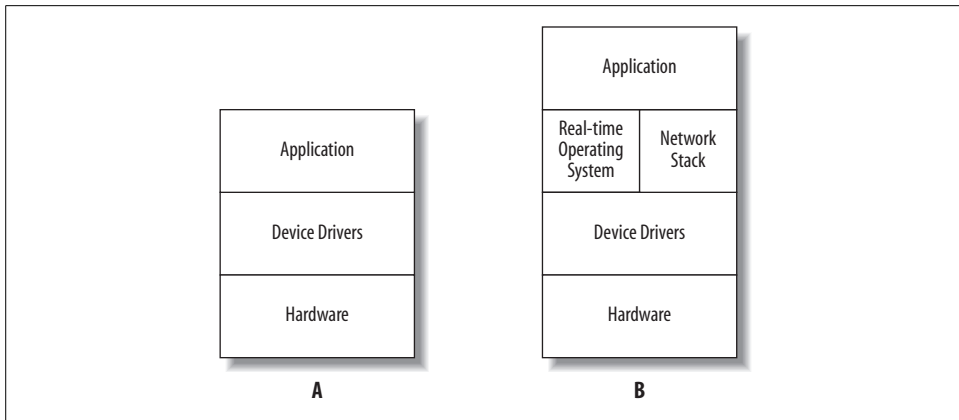 Application
Device Drivers
Hardware
A
Application
Real-time
Operating
System
Network
Stack
Device Drivers
Hardware
B